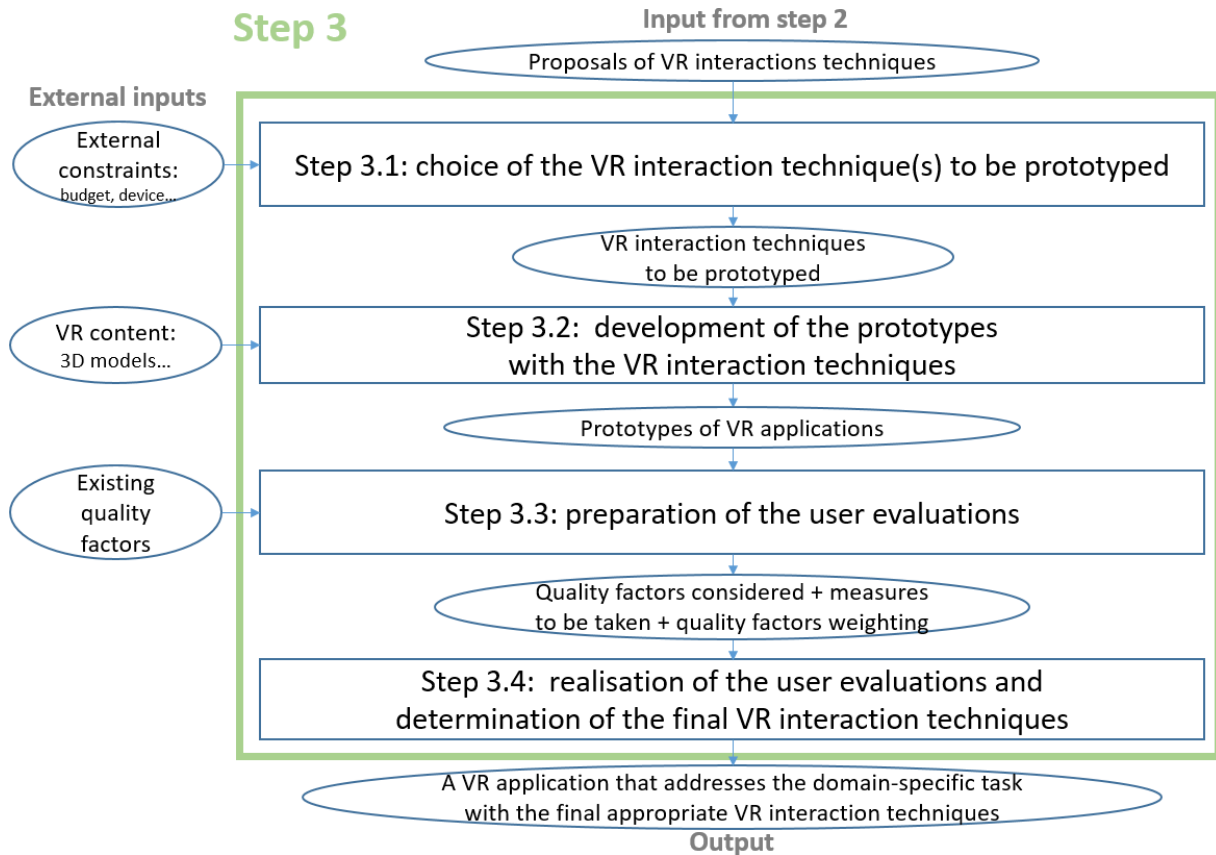 Step 3
Input from step 2
Proposals of VR interactions techniques
External inputs
External
constraints:
budget, device...
Step 3.1: choice of the VR interaction technique(s) to be prototyped
VR interaction techniques
to be prototyped
VR content:
3D models...
Step 3.2: development of the prototypes
with the VR interaction techniques
Prototypes of VR applications
Existing
quality
factors
Step 3.3: preparation of the user evaluations
Quality factors considered + measures
to be taken + quality factors weighting
Step 3.4: realisation of the user evaluations and
determination of the final VR interaction techniques
A VR application that addresses the domain-specific task
with the final appropriate VR interaction techniques
Output